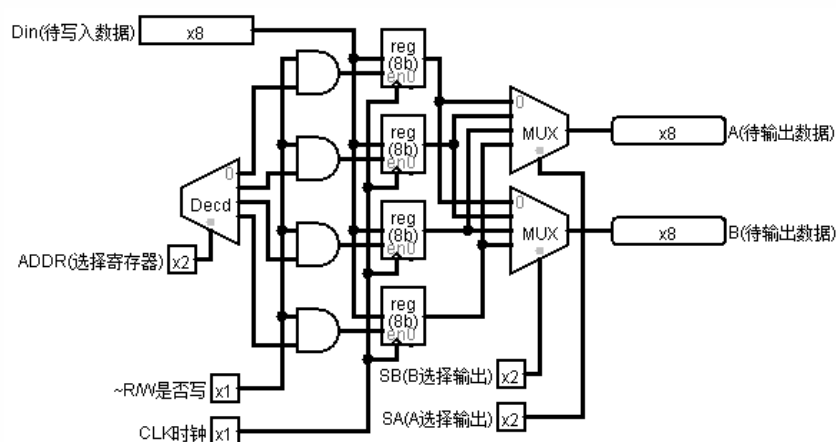 Din(待写入数据)
x8
reg
(8b)
en0
0
MUX
x8
A(待输出数据)
reg
(8b)
en0
0
Decd
reg
(8b)
en0
0
MUX
x8
B(待输出数据)
ADDR(选择寄存器)
x2
reg
(8b)
en0
~R/W是否写
x1
SB(B选择输出)
x2
CLK时钟
x1
SA(A选择输出)
x2